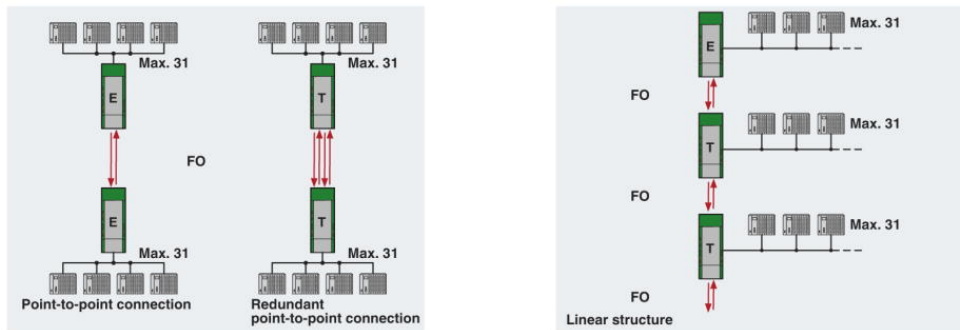 Max. 31
E
FO
E
Max. 31
Point-to-point connection
Max. 31
T
T
Max. 31
Redundant
point-to-point connection
E
Max. 31
FO
T
Max. 31
FO
T
Max. 31
FO
Linear structure